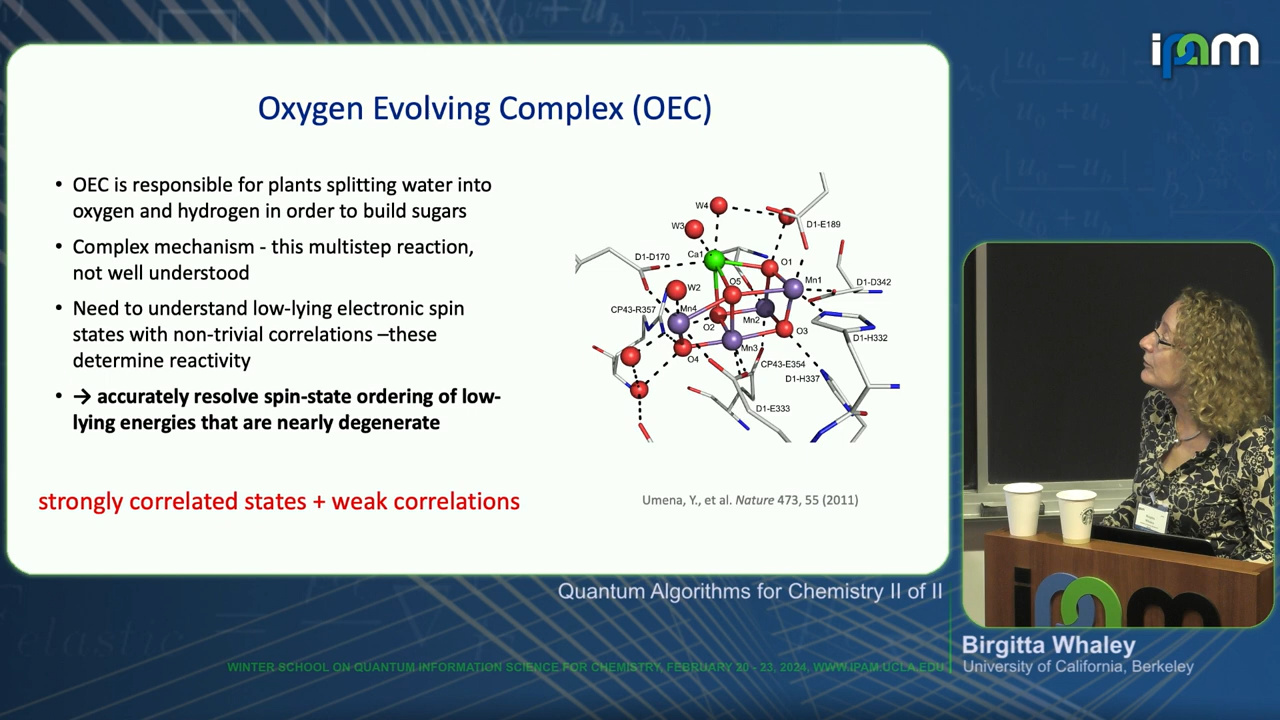 ipam
Oxygen Evolving Complex (OEC)
• OEC is responsible for plants splitting water into
oxygen and hydrogen in order to build sugars
• Complex mechanism - this multistep reaction,
not well understood
• Need to understand low-lying electronic spin
states with non-trivial correlations –these
determine reactivity
• → accurately resolve spin-state ordering of low-
lying energies that are nearly degenerate
strongly correlated states + weak correlations
W4
D1-E189
W3
Ca1
D1-D170
O1
W2
O5
Mn1
D1-D342
CP43-R357
Mn4
O2
Mn2
O3
D1-H332
Mn3
O4
CP43-E354
D1-H337
D1-E333
Umena, Y., et al. Nature 473, 55 (2011)
Quantum Algorithms for Chemistry II of II
ipam
Birgitta Whaley
University of California, Berkeley
WINTER SCHOOL ON QUANTUM INFORMATION SCIENCE FOR CHEMISTRY, FEBRUARY 20 - 23, 2024, WWW.IPAM.UCLA.EDU
elastic